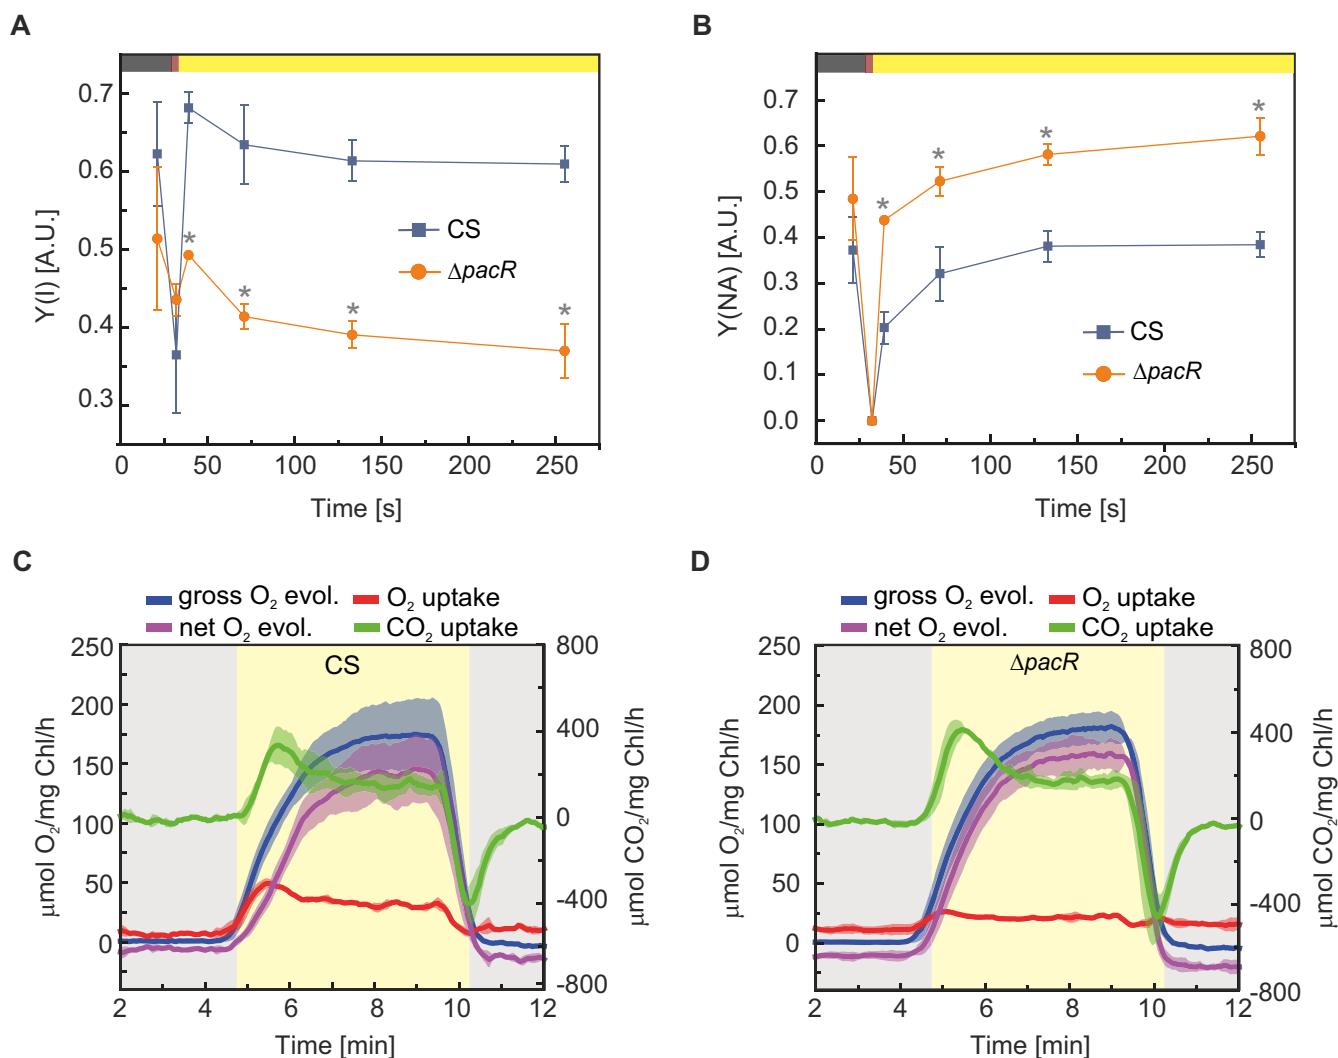 A
0.7
0.6
0.5
0.4
0.3
Y(I) [A.U.]
CS
ΔpacR
*
*
*
*
0 50 100 150 200 250
Time [s]
B
0.7
0.6
0.5
0.4
0.3
0.2
0.1
0.0
Y(NA) [A.U.]
CS
ΔpacR
*
*
*
*
0 50 100 150 200 250
Time [s]
C
gross O₂ evol. O₂ uptake
net O₂ evol. CO₂ uptake
CS
250
200
150
100
50
0
μmol O₂/mg Chl/h
800
400
0
-400
-800
μmol CO₂/mg Chl/h
2 4 6 8 10 12
Time [min]
D
gross O₂ evol. O₂ uptake
net O₂ evol. CO₂ uptake
ΔpacR
250
200
150
100
50
0
μmol O₂/mg Chl/h
800
400
0
-400
-800
μmol CO₂/mg Chl/h
2 4 6 8 10 12
Time [min]